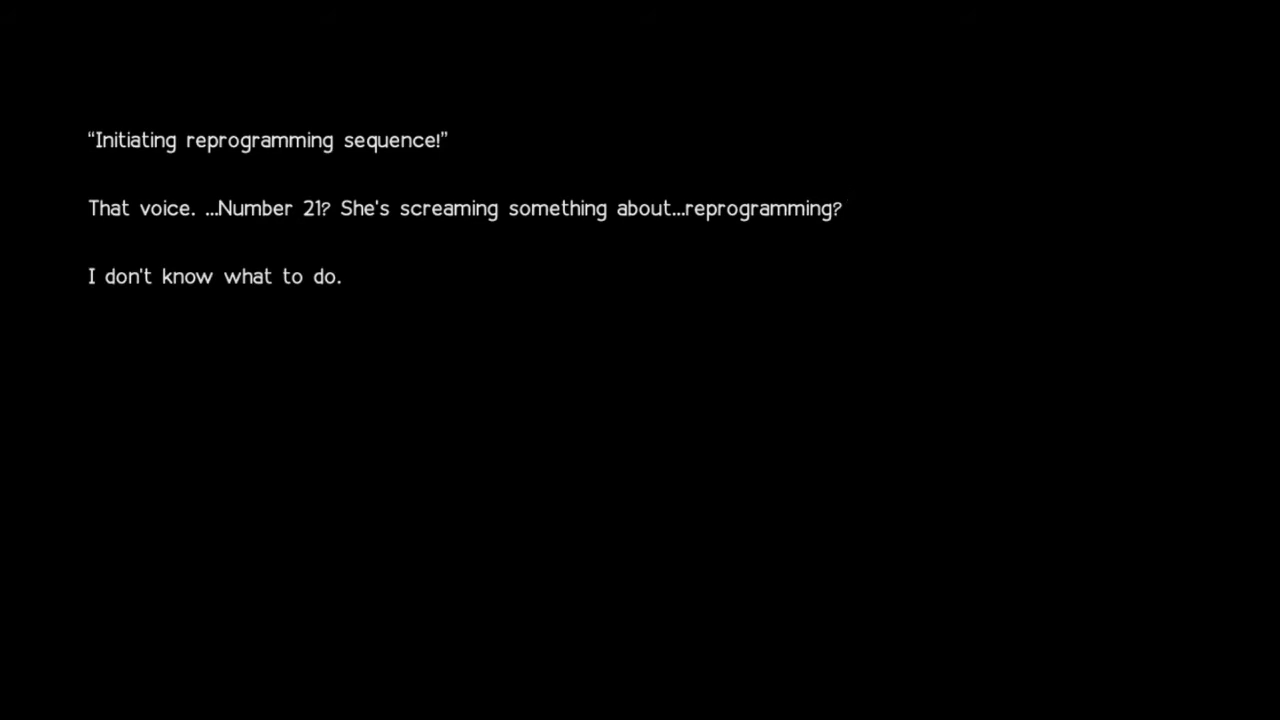 “Initiating reprogramming sequence!”
That voice. ...Number 21? She's screaming something about...reprogramming?
I don't know what to do.